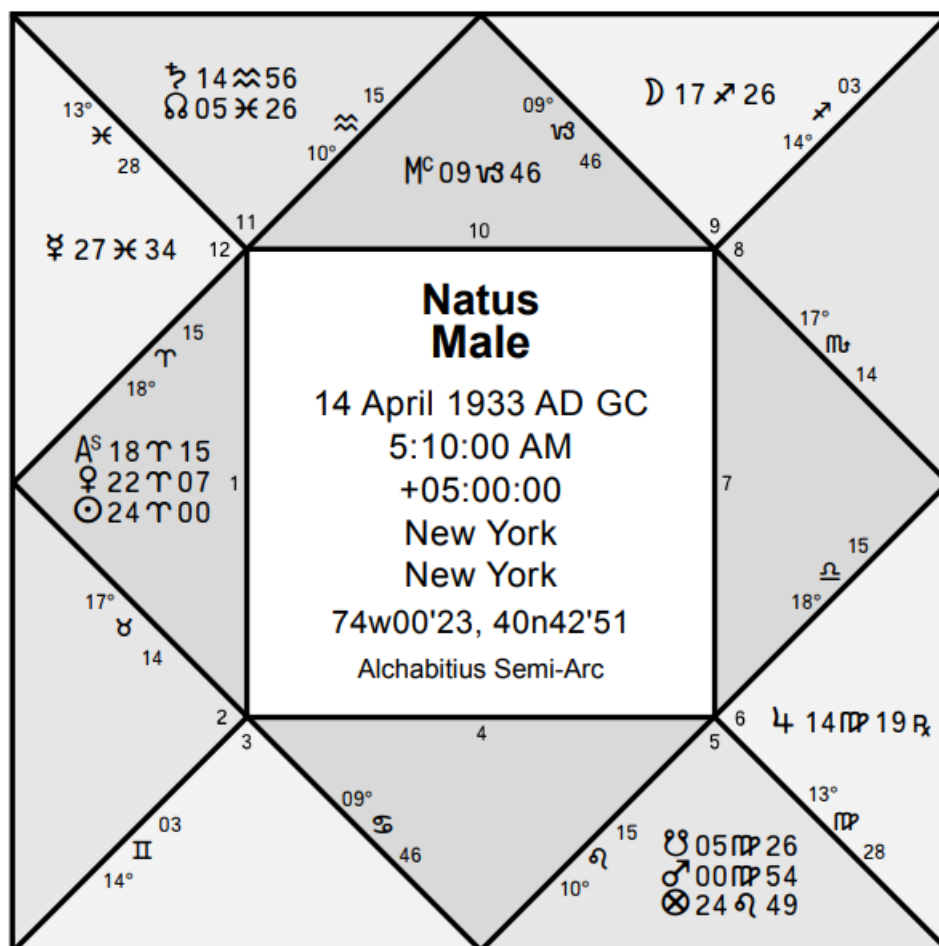 ♄ 14 ♒ 56
☊ 05 ♓ 26
15
♒
10°
09°
♑
46
M^C 09 ♑ 46
☽ 17 ♐ 26
03
♐
14°
13°
♓
28
☿ 27 ♓ 34
11
12
10
9
8
15
♈
18°
17°
♏
14
A^S 18 ♈ 15
♀ 22 ♈ 07
☉ 24 ♈ 00
1
7
Natus
Male
14 April 1933 AD GC
5:10:00 AM
+05:00:00
New York
New York
74w00'23, 40n42'51
Alchabitius Semi-Arc
17°
♉
14
15
♎
18°
2
3
4
6
5
♃ 14 ♍ 19 ℞
03
♊
14°
09°
♋
46
15
♌
10°
13°
♍
28
☋ 05 ♍ 26
♂ 00 ♍ 54
⊗ 24 ♌ 49